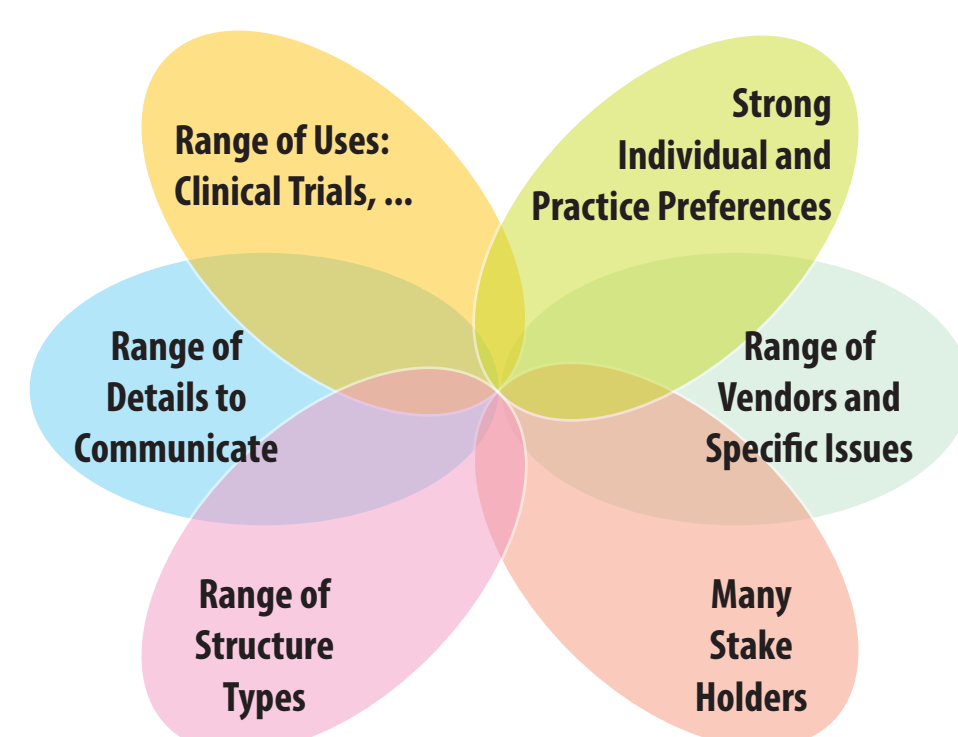 Range of Uses:
Clinical Trials, ...
Strong
Individual and
Practice Preferences
Range of
Details to
Communicate
Range of
Vendors and
Specific Issues
Range of
Structure
Types
Many
Stake
Holders